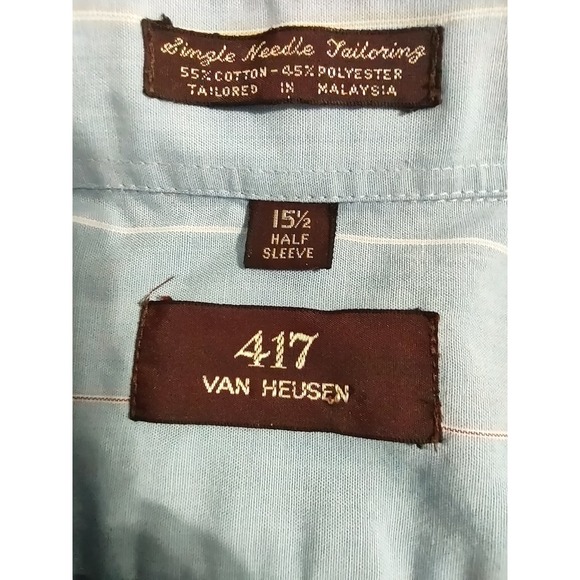 Single Needle Tailoring
55% COTTON - 45% POLYESTER
TAILORED IN MALAYSIA
15½
HALF
SLEEVE
417
VAN HEUSEN